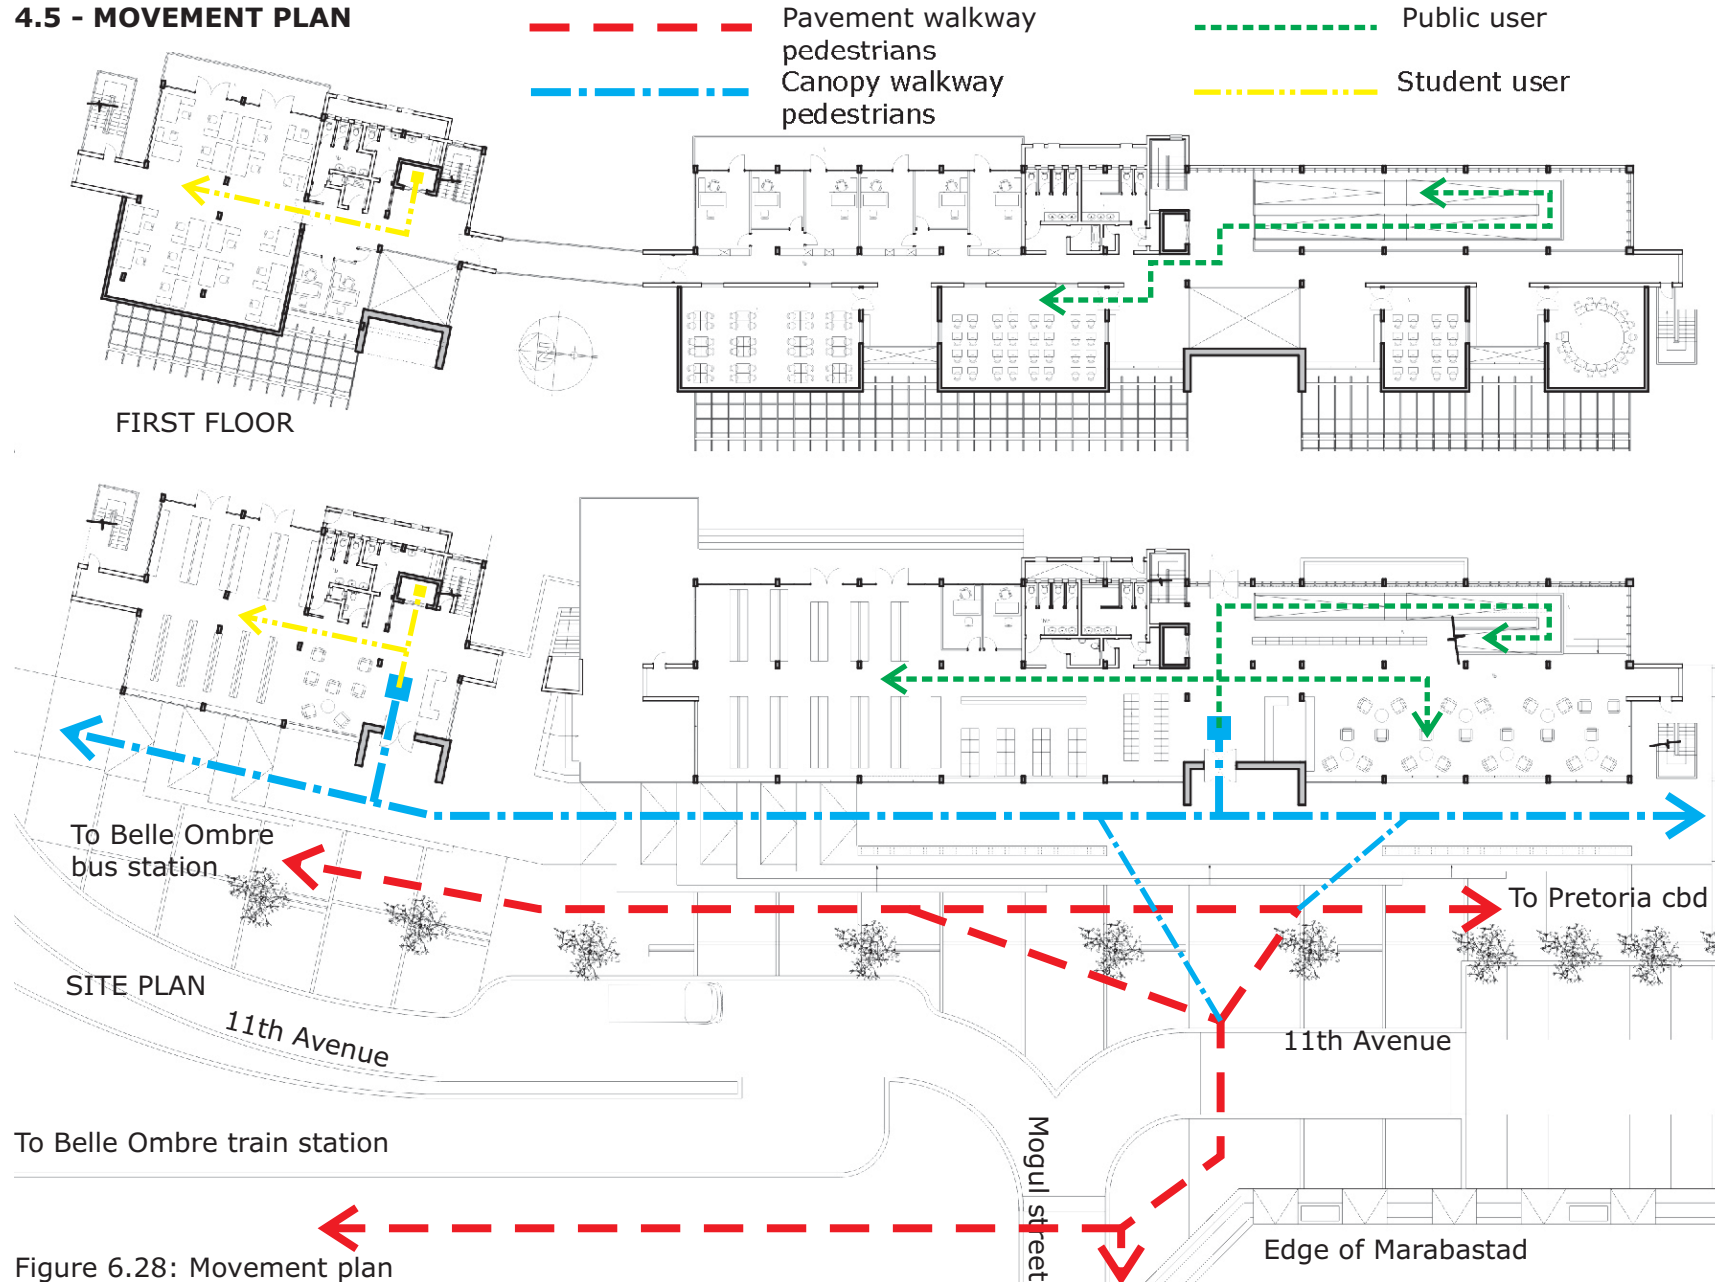 4.5 - MOVEMENT PLAN
Pavement walkway
pedestrians
Canopy walkway
pedestrians
Public user
Student user
FIRST FLOOR
To Belle Ombre
bus station
To Pretoria cbd
SITE PLAN
11th Avenue
11th Avenue
To Belle Ombre train station
Mogul street
Edge of Marabastad
Figure 6.28: Movement plan